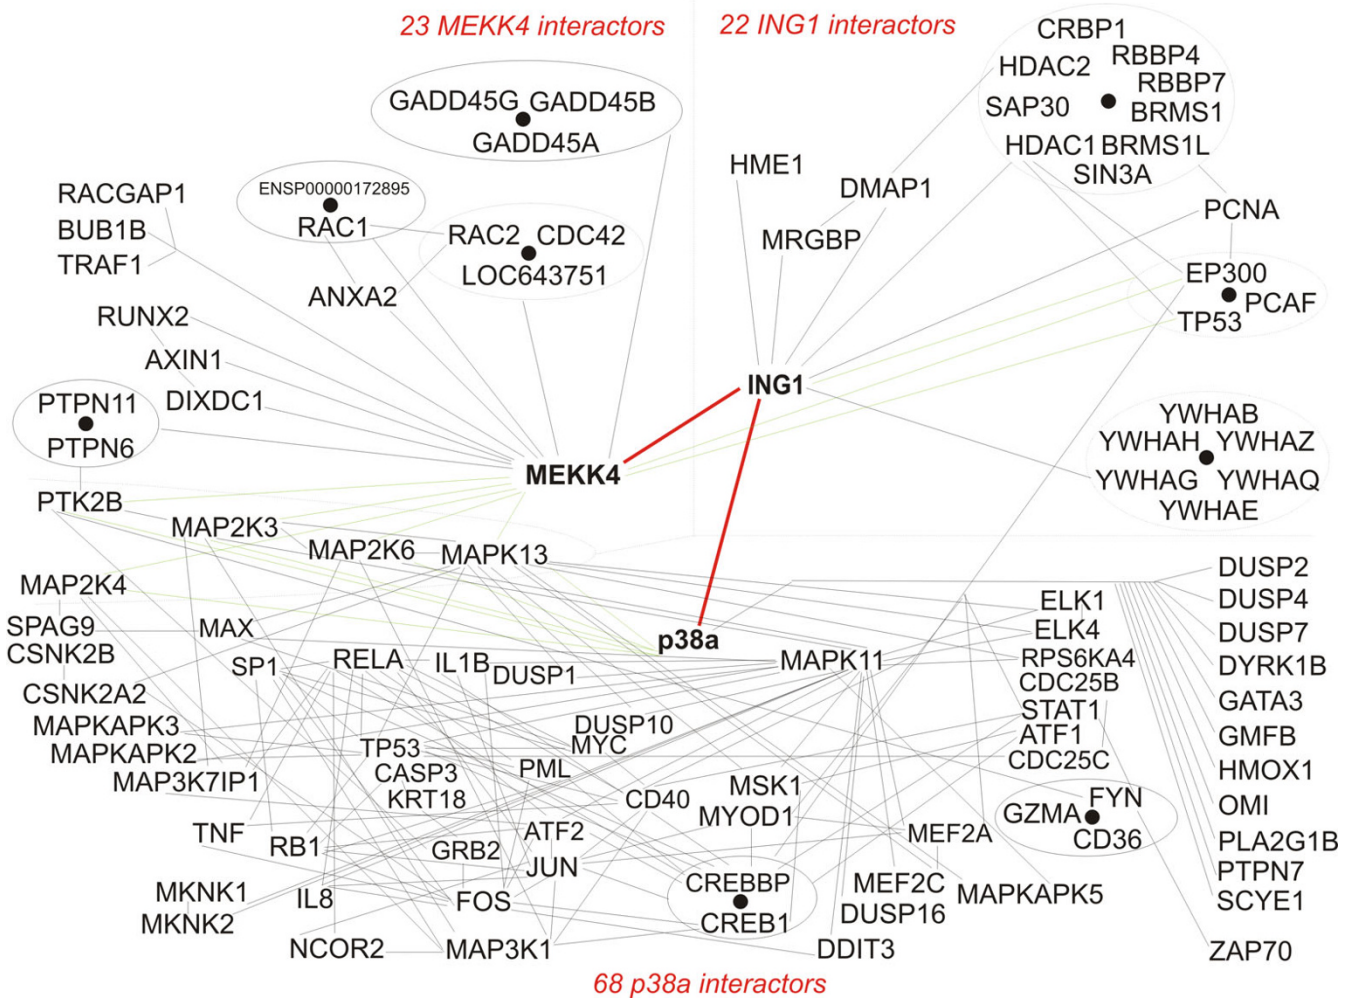 23 MEKK4 interactors
22 ING1 interactors
CRBP1
RBBP4
HDAC2
RBBP7
SAP30
BRMS1
HDAC1 BRMS1L
SIN3A
GADD45G GADD45B
GADD45A
HME1
DMAP1
MRGBP
PCNA
EP300
PCAF
TP53
RACGAP1
BUB1B
TRAF1
ENSP00000172895
RAC1
RAC2 CDC42
LOC643751
ANXA2
RUNX2
AXIN1
DIXDC1
PTPN11
PTPN6
ING1
MEKK4
YWHAB
YWHAH YWHAZ
YWHAG YWHAQ
YWHAE
PTK2B
MAP2K3
MAP2K6
MAPK13
MAP2K4
SPAG9
MAX
CSNK2B
SP1
RELA
IL1B
DUSP1
p38a
MAPK11
CSNK2A2
MAPKAPK3
MAPKAPK2
MAP3K7IP1
DUSP10
MYC
TP53
CASP3
KRT18
PML
CD40
ELK1
ELK4
RPS6KA4
CDC25B
STAT1
ATF1
CDC25C
MSK1
MYOD1
GZMA FYN
CD36
DUSP2
DUSP4
DUSP7
DYRK1B
GATA3
GMFB
HMOX1
OMI
PLA2G1B
PTPN7
SCYE1
ZAP70
TNF
RB1
ATF2
GRB2
JUN
MEF2A
CREBBP
CREB1
MEF2C
DUSP16
MAPKAPK5
MKNK1
MKNK2
IL8
FOS
NCOR2
MAP3K1
DDIT3
68 p38a interactors